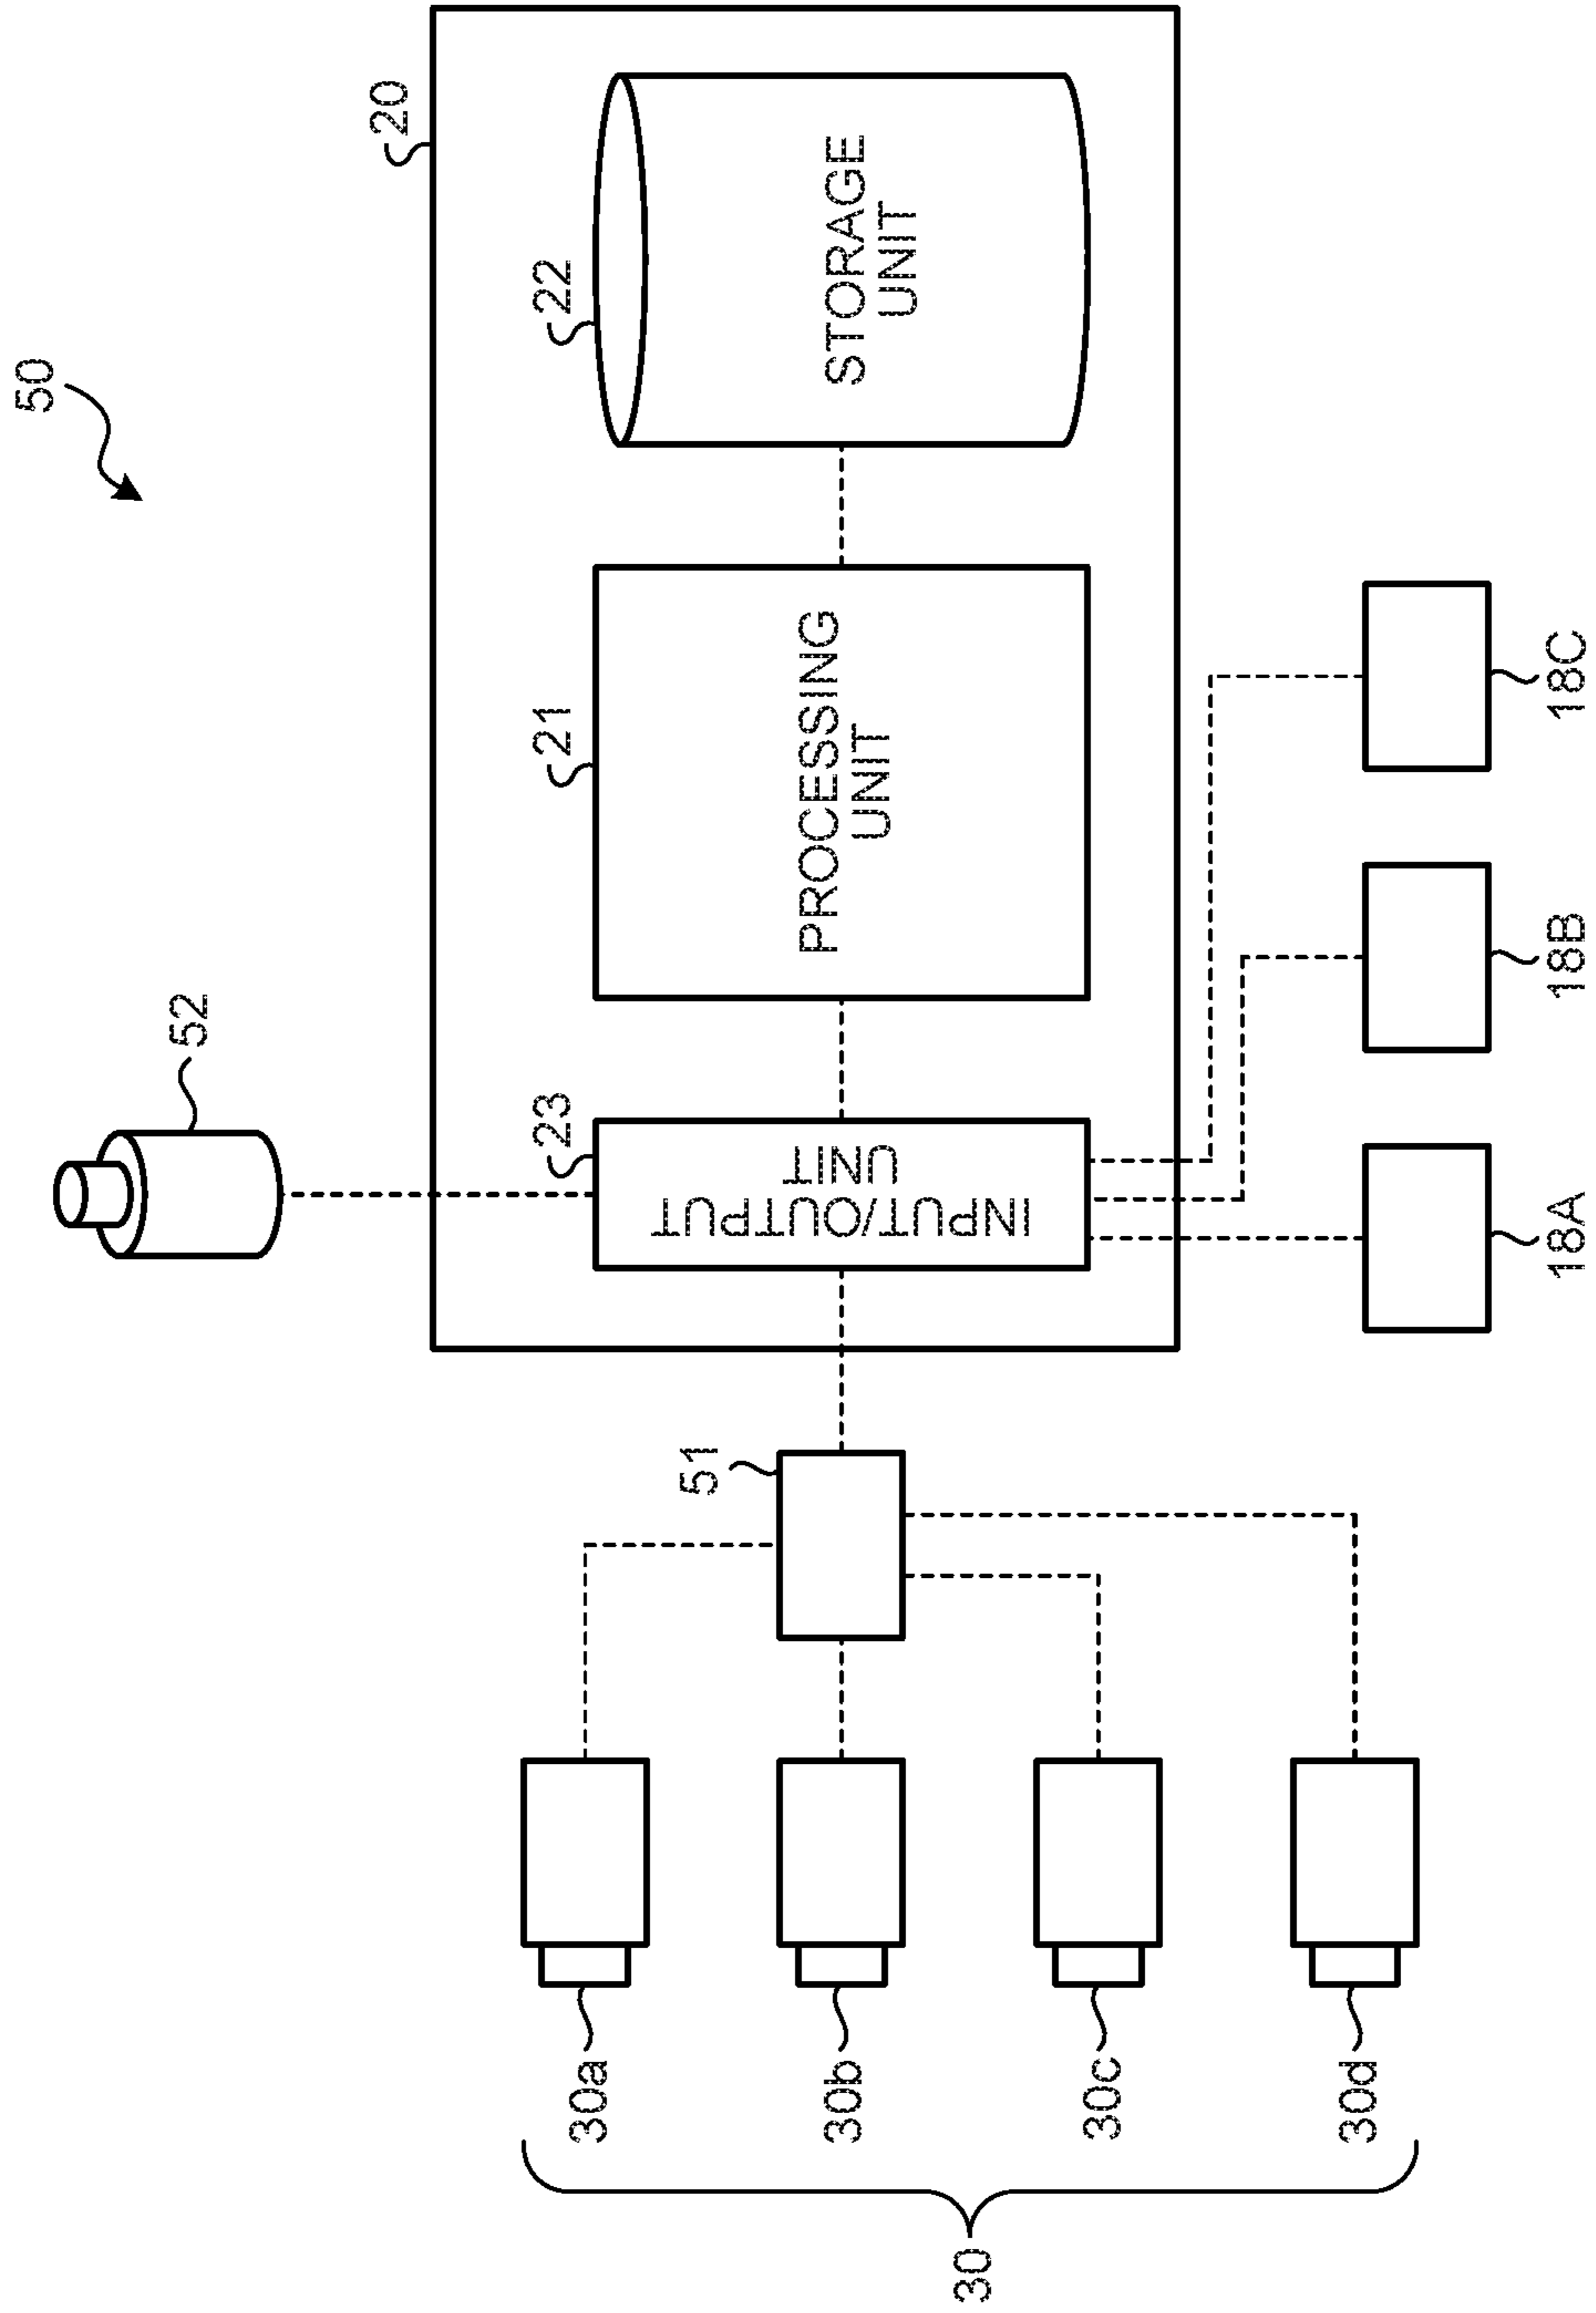 50
52
20
23
21
22
INPUT/OUTPUT
UNIT
PROCESSING
UNIT
STORAGE
UNIT
51
30a
30b
30c
30d
30
18A
18B
18C